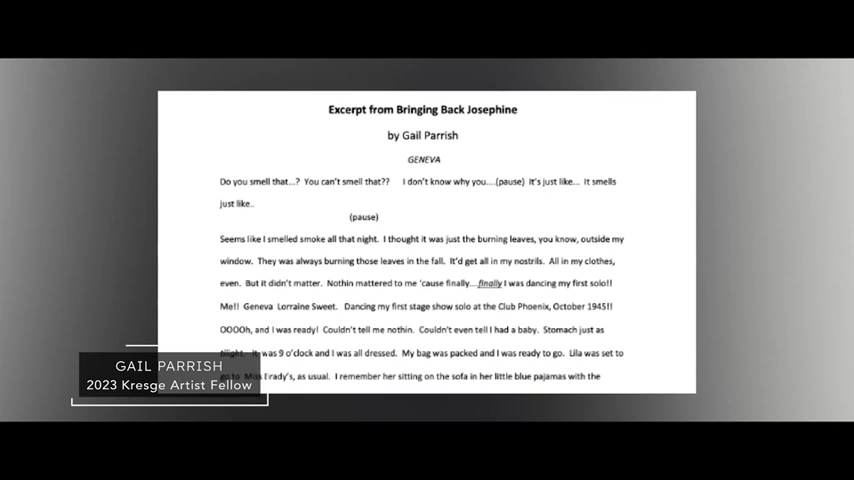 Excerpt from Bringing Back Josephine
by Gail Parrish
GENEVA
Do you smell that...?  You can't smell that??  I don't know why you....(pause)  It's just like...  It smells
just like..
(pause)
Seems like I smelled smoke all that night.  I thought it was just the burning leaves, you know, outside my
window.  They was always burning those leaves in the fall.  It'd get all in my nostrils.  All in my clothes,
even.  But it didn't matter.  Nothin mattered to me 'cause finally....finally I was dancing my first solo!!
Me!!  Geneva  Lorraine Sweet.   Dancing my first stage show solo at the Club Phoenix, October 1945!!
OOOOh, and I was ready!  Couldn't tell me nothin.  Couldn't even tell I had a baby.  Stomach just as
tilight.  It was 9 o'clock and I was all dressed.  My bag was packed and I was ready to go.  Lila was set to
go to  Miss Brady's, as usual.  I remember her sitting on the sofa in her little blue pajamas with the
GAIL PARRISH
2023 Kresge Artist Fellow